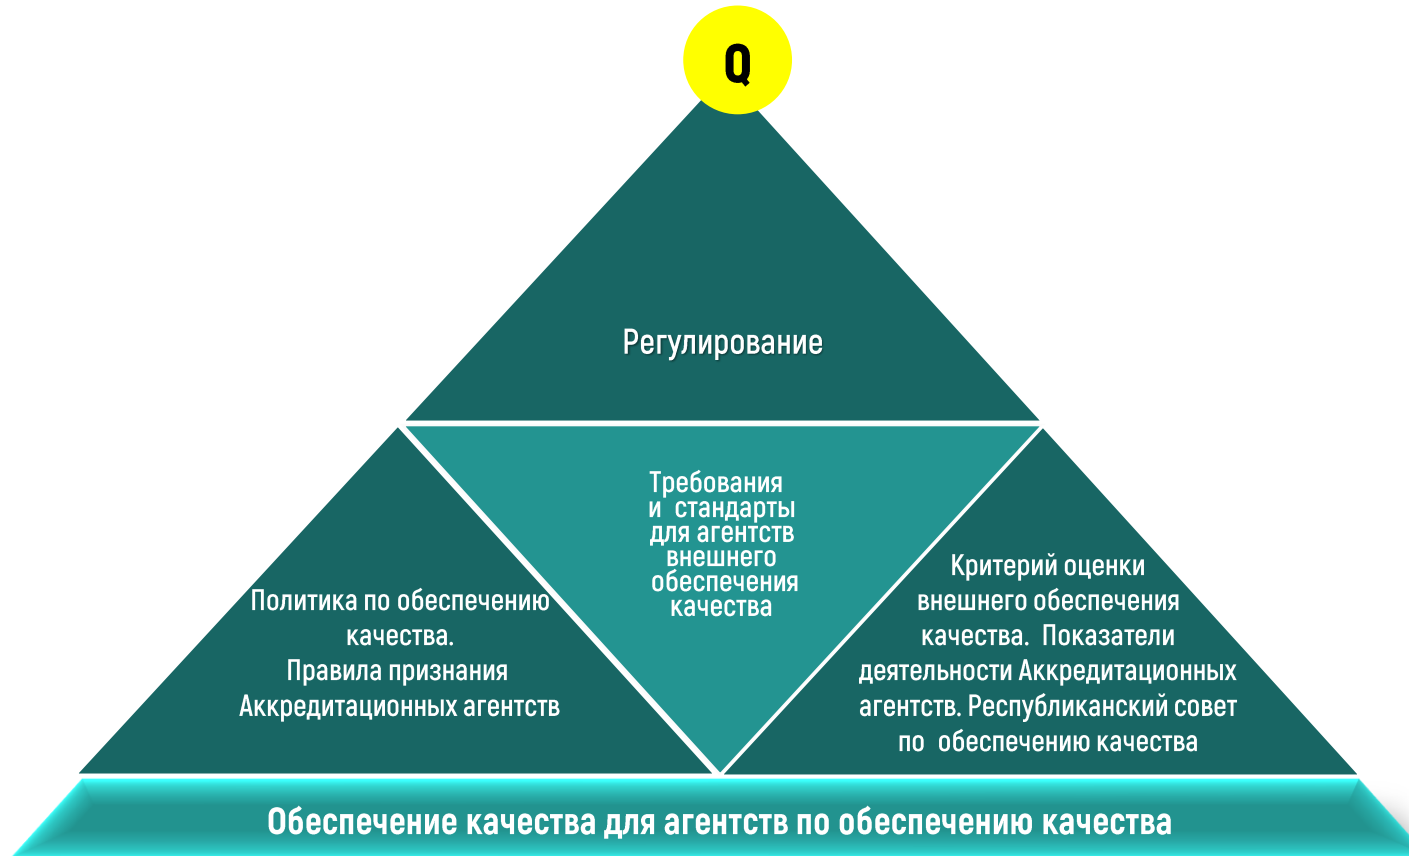 Q
Регулирование
Требования
и стандарты
для агентств
внешнего
обеспечения
качества
Политика по обеспечению
качества.
Правила признания
Аккредитационных агентств
Критерий оценки
внешнего обеспечения
качества. Показатели
деятельности Аккредитационных
агентств. Республиканский совет
по обеспечению качества
Обеспечение качества для агентств по обеспечению качества